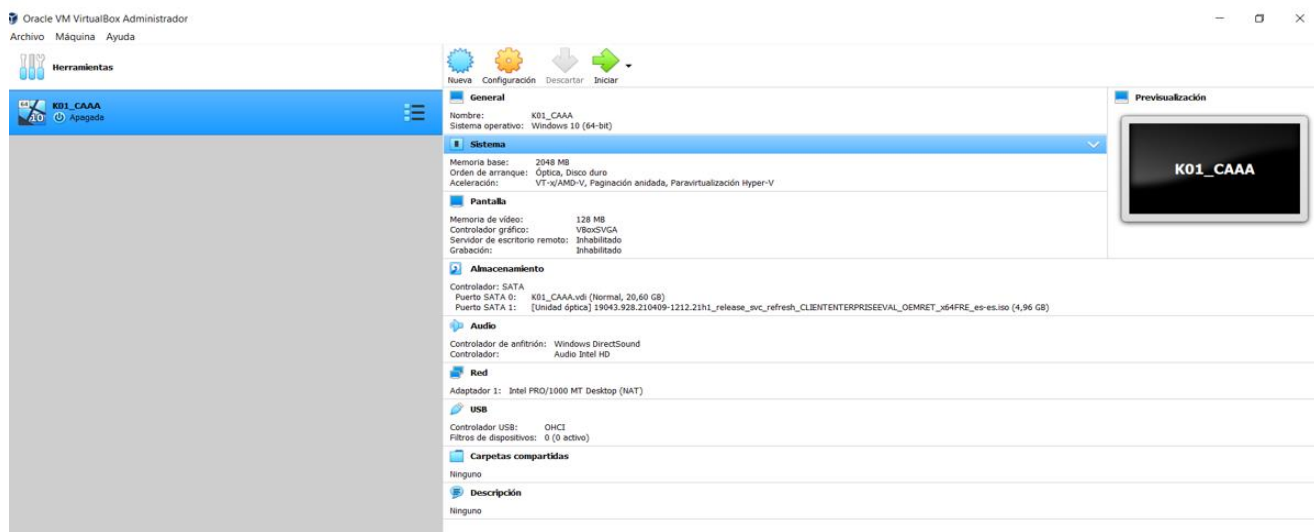 Oracle VM VirtualBox Administrador
Archivo Máquina Ayuda
Herramientas
Nueva Configuración Descartar Iniciar
K01_CAAA
Apagada
64
10
General
Nombre: K01_CAAA
Sistema operativo: Windows 10 (64-bit)
Previsualización
K01_CAAA
Sistema
Memoria base: 2048 MB
Orden de arranque: Óptica, Disco duro
Aceleración: VT-x/AMD-V, Paginación anidada, Paravirtualización Hyper-V
Pantalla
Memoria de vídeo: 128 MB
Controlador gráfico: VBoxSVGA
Servidor de escritorio remoto: Inhabilitado
Grabación: Inhabilitado
Almacenamiento
Controlador: SATA
Puerto SATA 0: K01_CAAA.vdi (Normal, 20,60 GB)
Puerto SATA 1: [Unidad óptica] 19043.928.210409-1212.21h1_release_svc_refresh_CLIENTENTERPRISEEVAL_OEMRET_x64FRE_es-es.iso (4,96 GB)
Audio
Controlador de anfitrión: Windows DirectSound
Controlador: Audio Intel HD
Red
Adaptador 1: Intel PRO/1000 MT Desktop (NAT)
USB
Controlador USB: OHCI
Filtros de dispositivos: 0 (0 activo)
Carpetas compartidas
Ninguno
Descripción
Ninguno